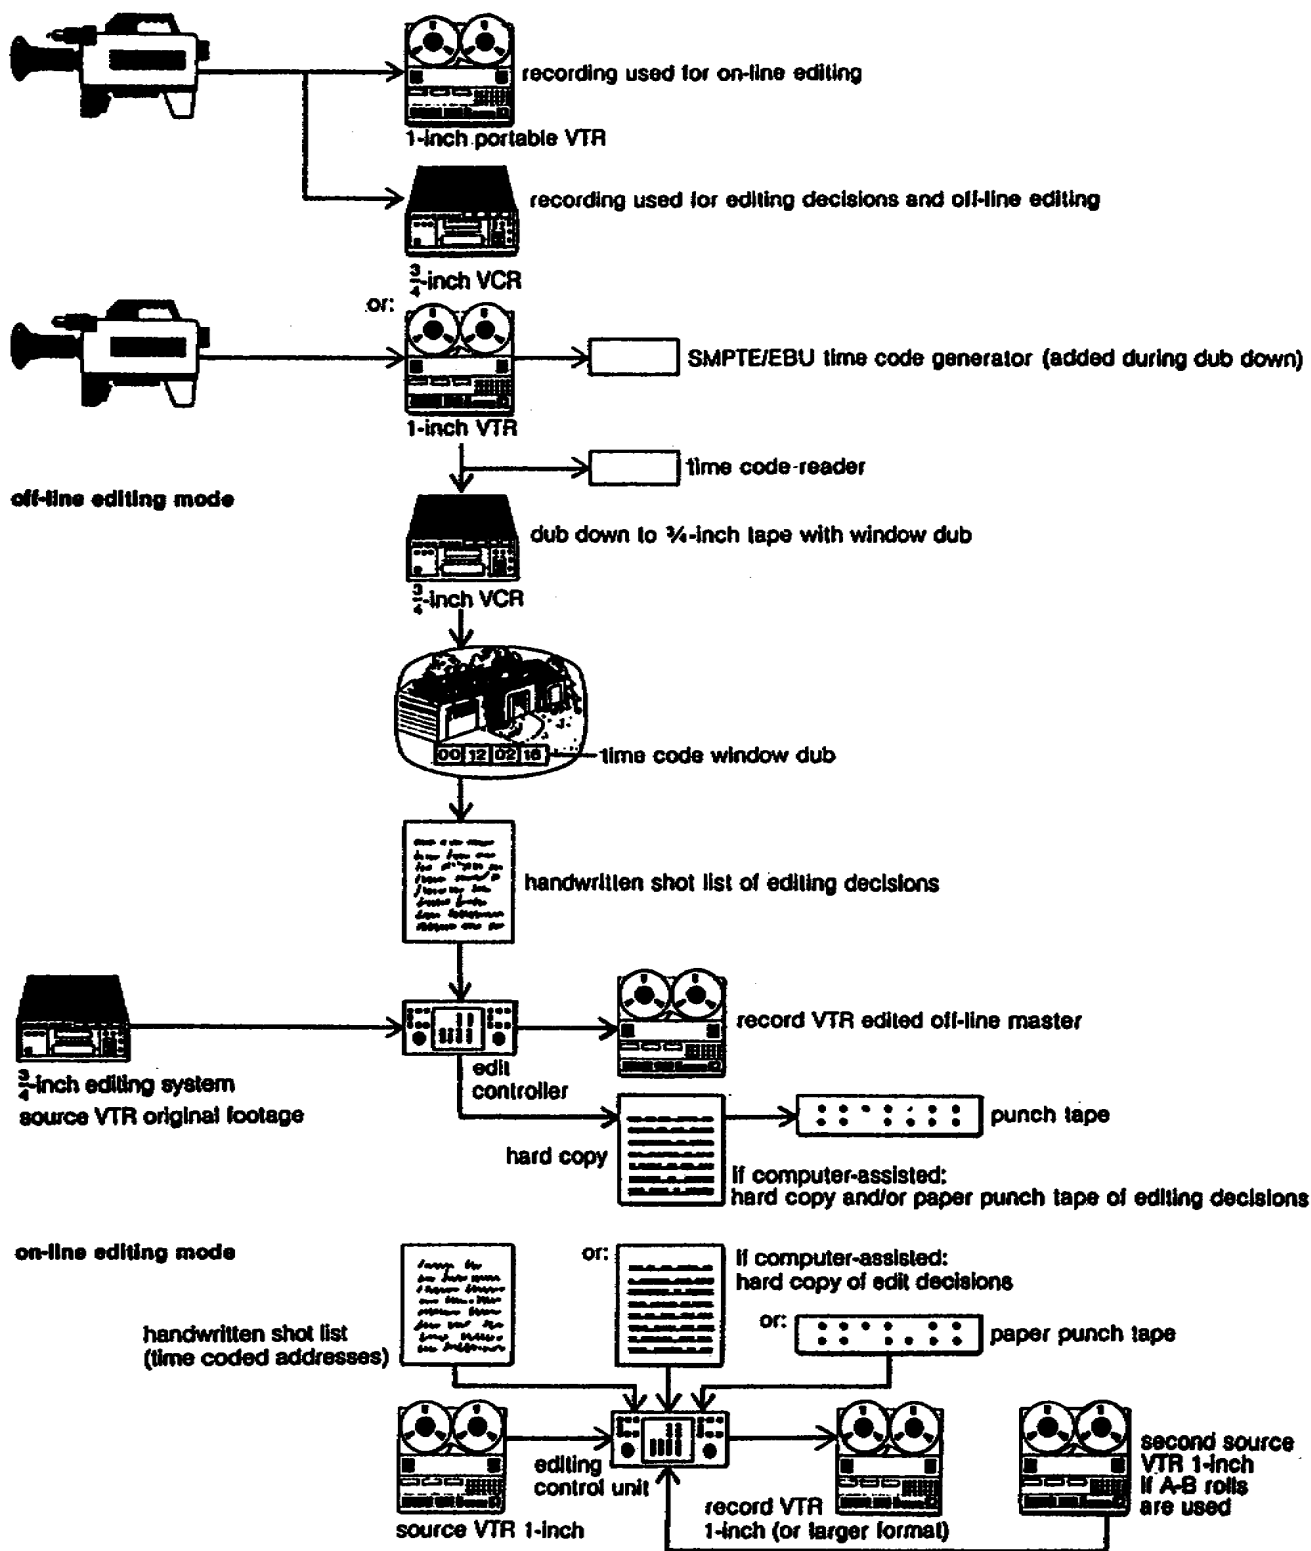 recording used for on-line editing
1-inch portable VTR
recording used for editing decisions and off-line editing
3/4-inch VCR
or:
SMPTE/EBU time code generator (added during dub down)
1-inch VTR
time code reader
off-line editing mode
dub down to ¾-inch tape with window dub
3/4-inch VCR
00 12 02 16
time code window dub
handwritten shot list of editing decisions
record VTR edited off-line master
3/4-inch editing system
source VTR original footage
edit
controller
punch tape
hard copy
if computer-assisted:
hard copy and/or paper punch tape of editing decisions
on-line editing mode
or:
if computer-assisted:
hard copy of edit decisions
or:
paper punch tape
handwritten shot list
(time coded addresses)
editing
control unit
source VTR 1-inch
record VTR
1-inch (or larger format)
second source
VTR 1-inch
if A-B rolls
are used